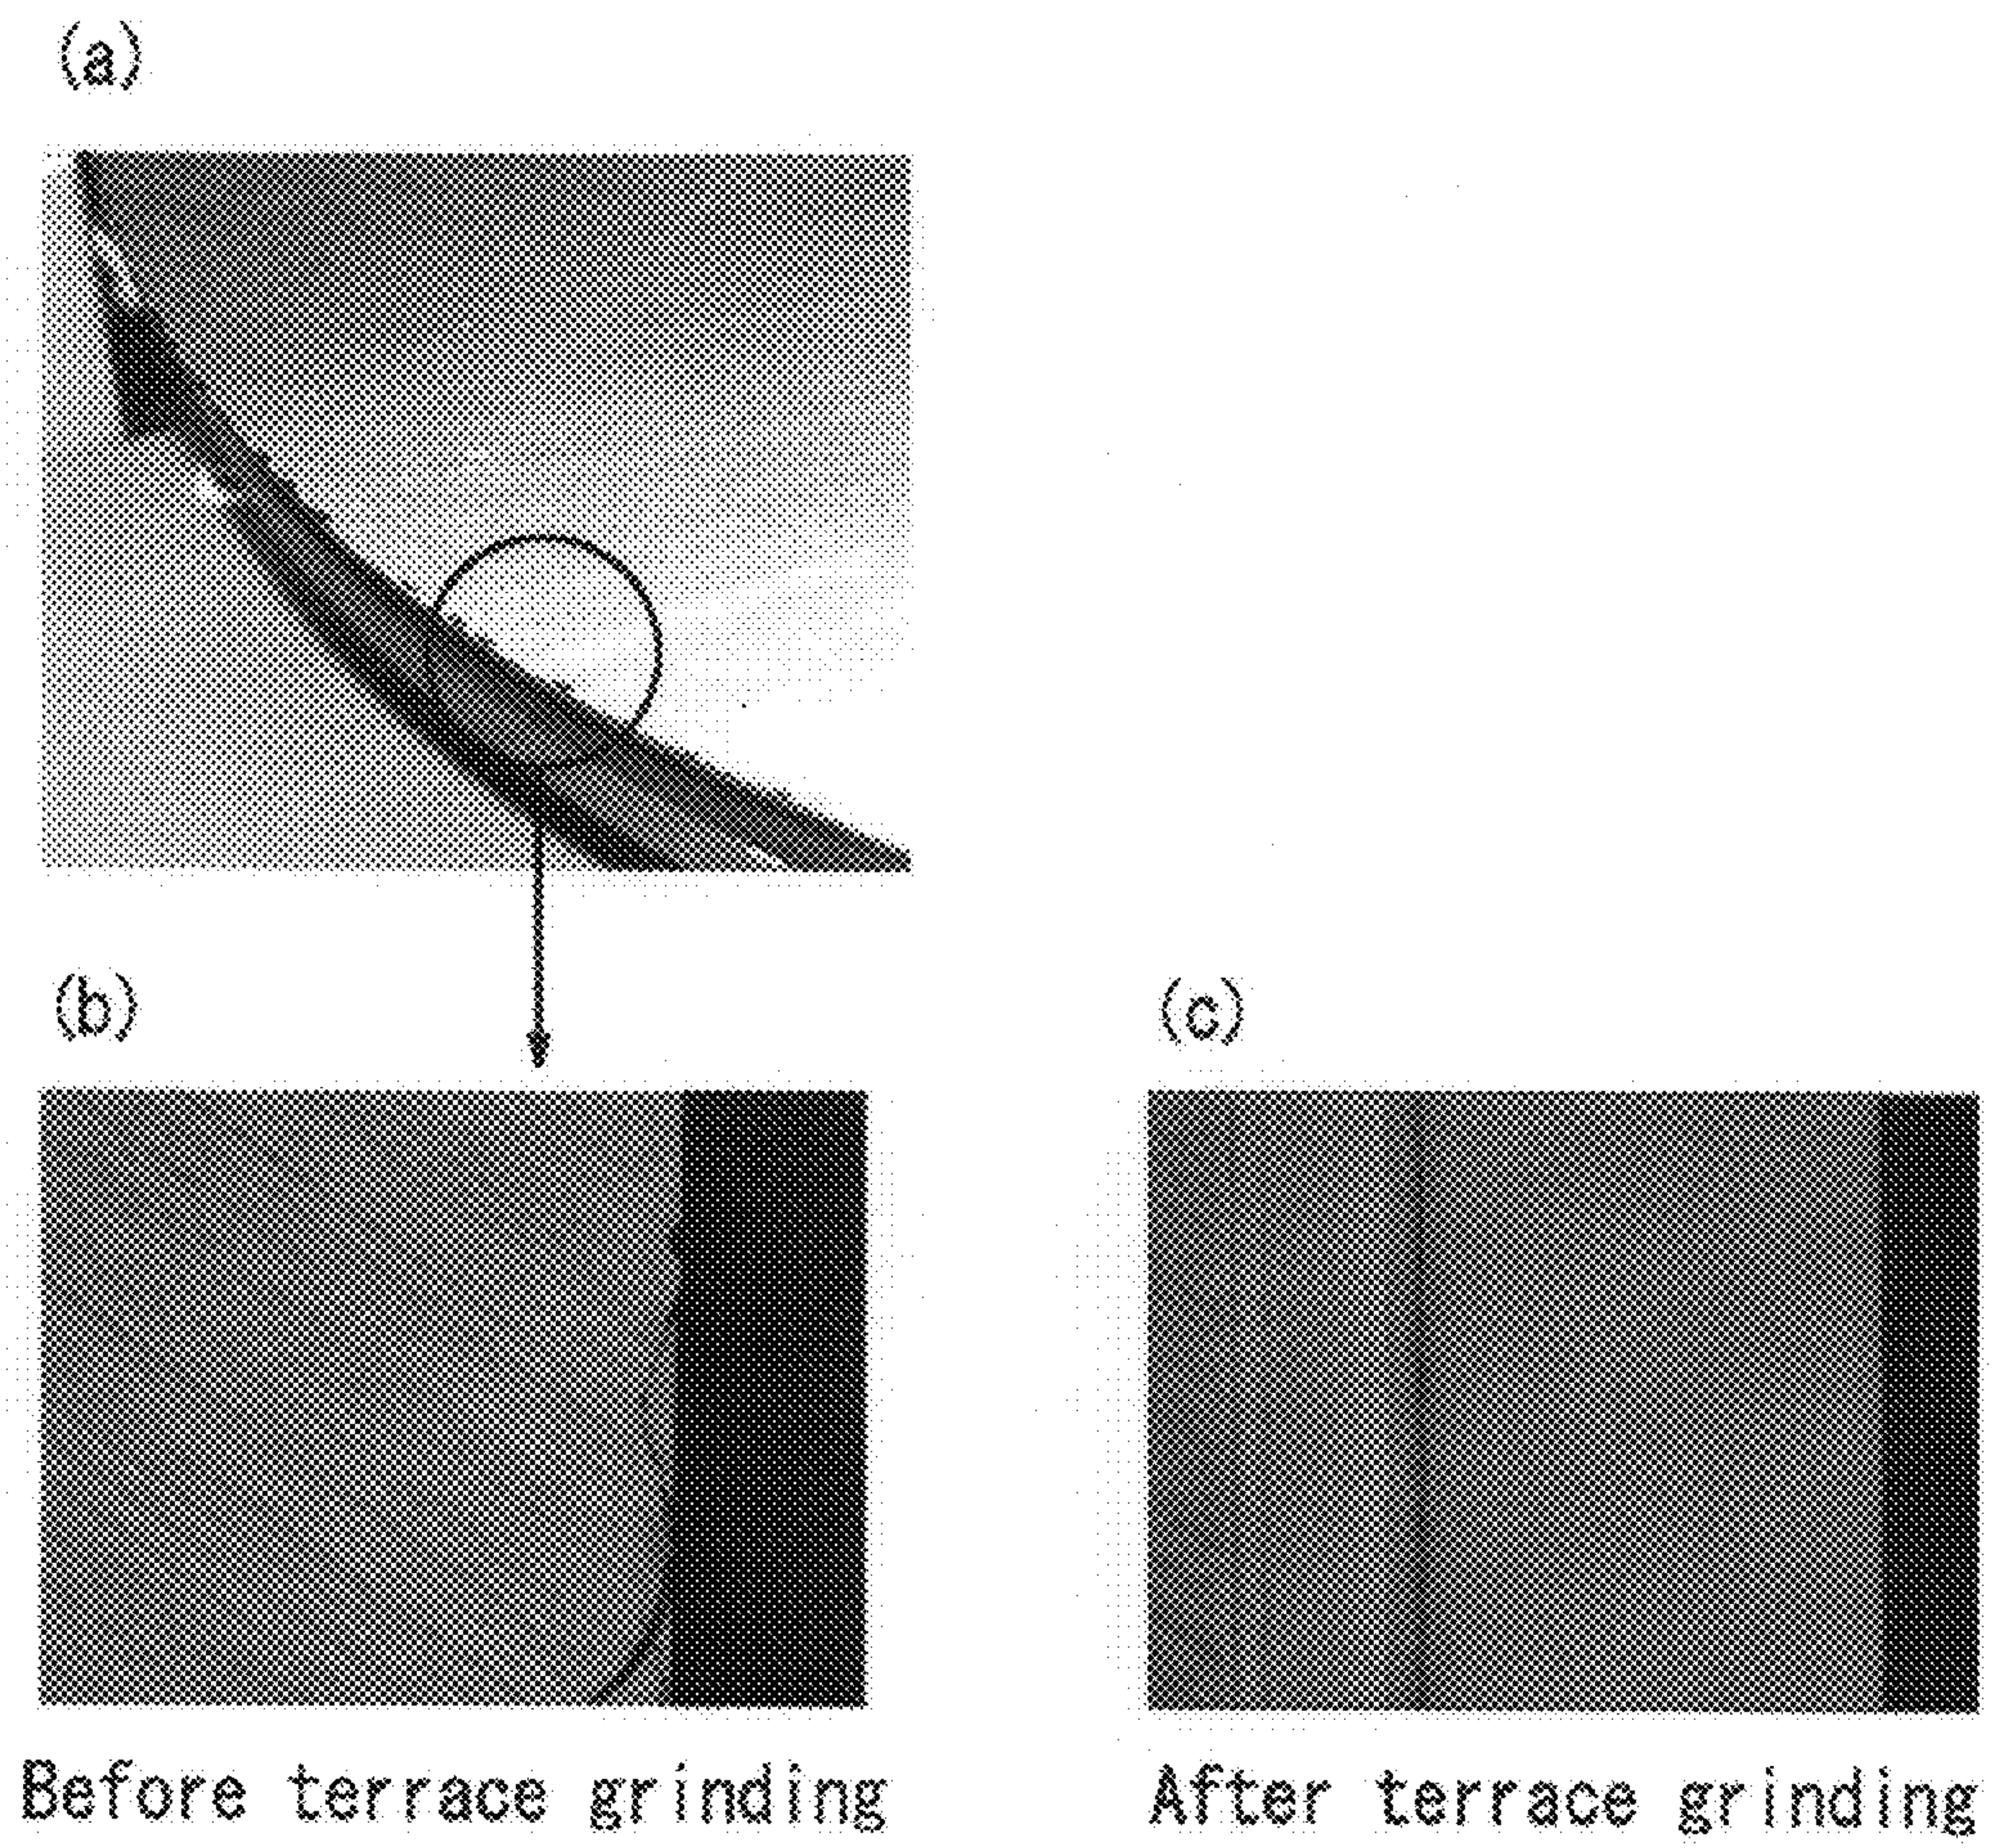 (a)
(b)
(c)
Before terrace grinding
After terrace grinding